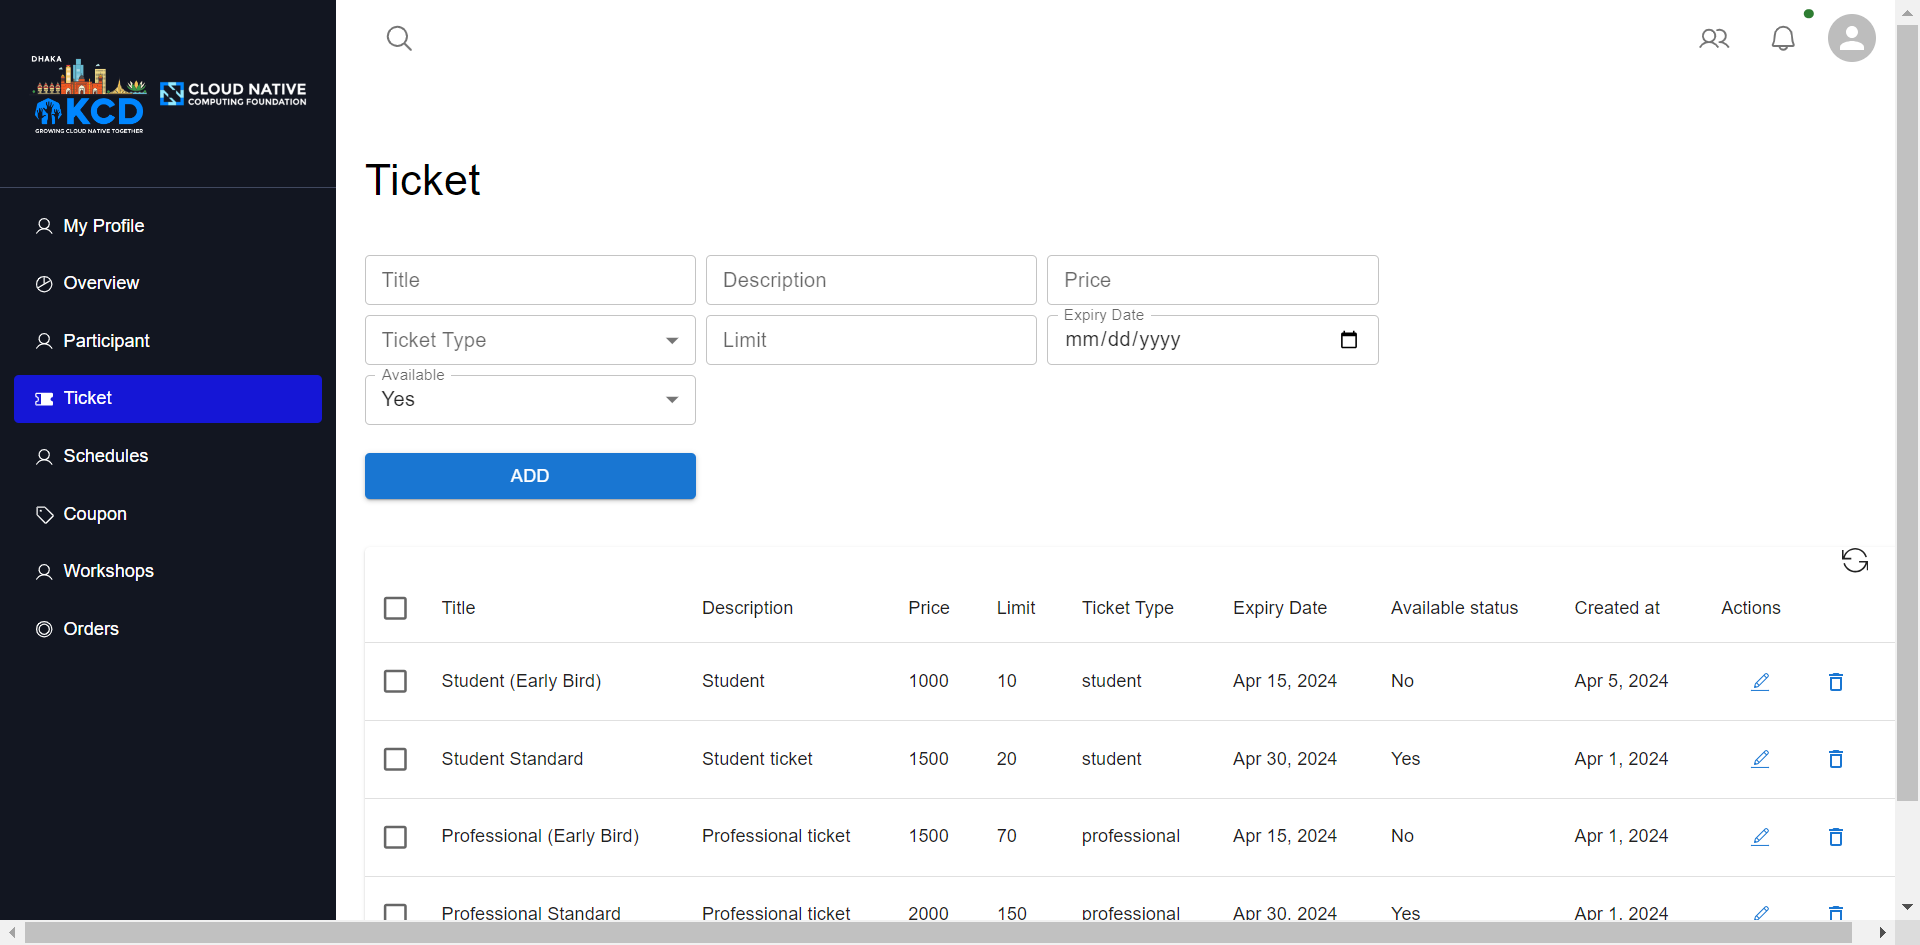 DHAKA
KCD
GROWING CLOUD NATIVE TOGETHER
CLOUD NATIVE
COMPUTING FOUNDATION
My Profile
Overview
Participant
Ticket
Schedules
Coupon
Workshops
Orders
Ticket
Title Description Price
Ticket Type Limit Expiry Date mm/dd/yyyy
Available
Yes
ADD
Title Description Price Limit Ticket Type Expiry Date Available status Created at Actions
Student (Early Bird) Student 1000 10 student Apr 15, 2024 No Apr 5, 2024
Student Standard Student ticket 1500 20 student Apr 30, 2024 Yes Apr 1, 2024
Professional (Early Bird) Professional ticket 1500 70 professional Apr 15, 2024 No Apr 1, 2024
Professional Standard Professional ticket 2000 150 professional Apr 30, 2024 Yes Apr 1, 2024